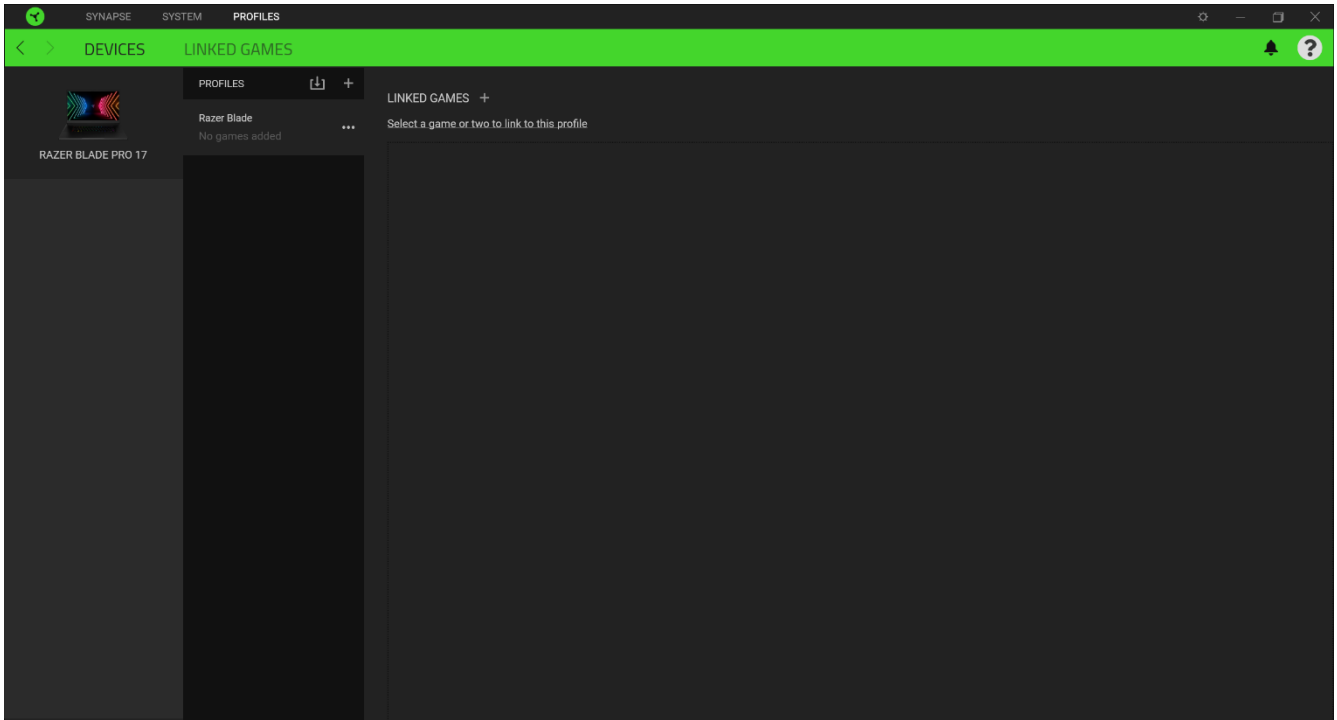 SYNAPSE SYSTEM PROFILES
DEVICES LINKED GAMES
RAZER BLADE PRO 17
PROFILES
Razer Blade
No games added
LINKED GAMES +
Select a game or two to link to this profile